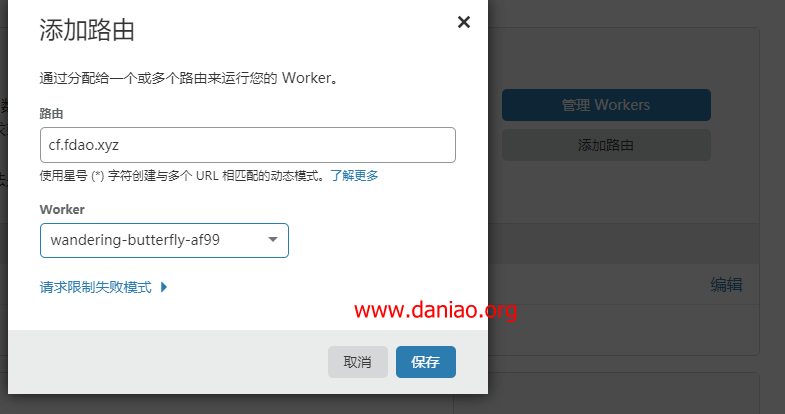 添加路由
通过分配给一个或多个路由来运行您的 Worker。
路由
cf.fdao.xyz
使用星号 (*) 字符创建与多个 URL 相匹配的动态模式。了解更多
Worker
wandering-butterfly-af99
请求限制失败模式
取消
保存
管理 Workers
添加路由
编辑
www.daniao.org